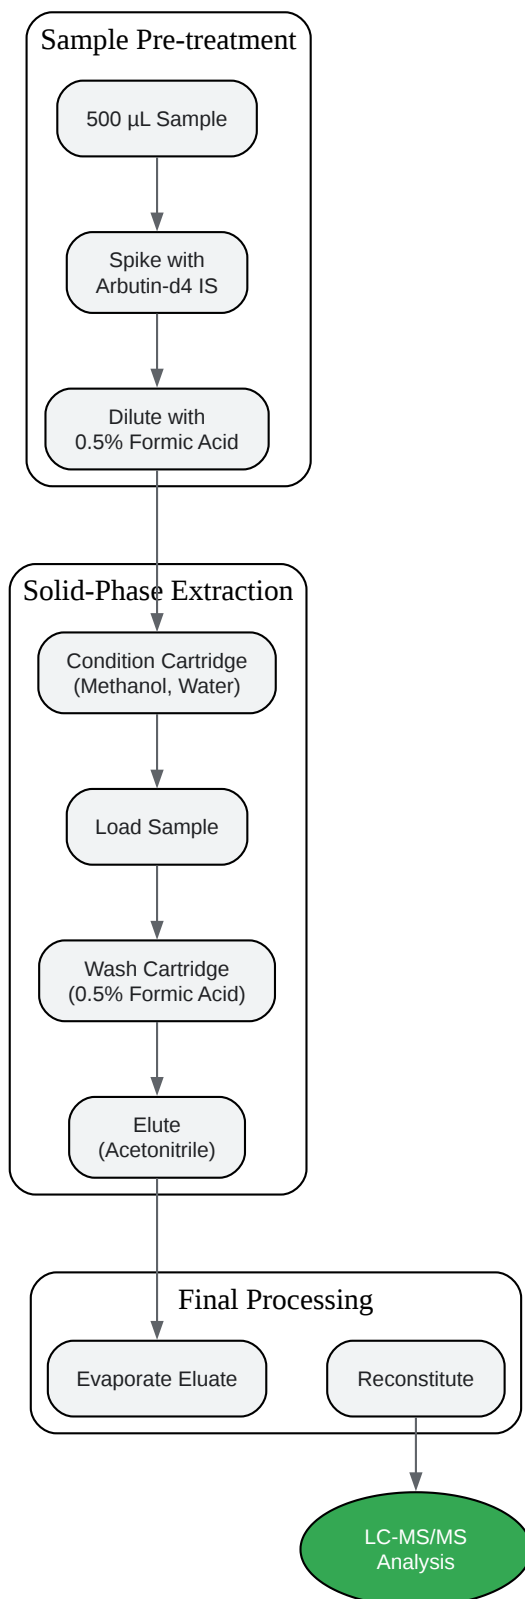 Sample Pre-treatment
500 µL Sample
Spike with
Arbutin-d4 IS
Dilute with
0.5% Formic Acid
Solid-Phase Extraction
Condition Cartridge
(Methanol, Water)
Load Sample
Wash Cartridge
(0.5% Formic Acid)
Elute
(Acetonitrile)
Final Processing
Evaporate Eluate
Reconstitute
LC-MS/MS
Analysis